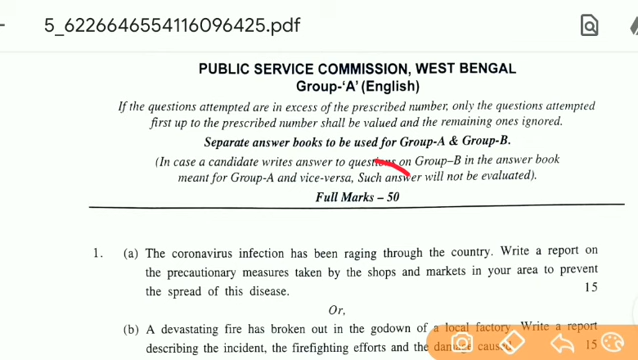 5_6226646554116096425.pdf
PUBLIC SERVICE COMMISSION, WEST BENGAL
Group-‘A’ (English)
If the questions attempted are in excess of the prescribed number, only the questions attempted
first up to the prescribed number shall be valued and the remaining ones ignored.
Separate answer books to be used for Group-A & Group-B.
(In case a candidate writes answer to questions on Group–B in the answer book
meant for Group-A and vice-versa, Such answer will not be evaluated).
Full Marks – 50
1. (a) The coronavirus infection has been raging through the country. Write a report on
the precautionary measures taken by the shops and markets in your area to prevent
the spread of this disease. 15
Or,
(b) A devastating fire has broken out in the godown of a local factory. Write a report
describing the incident, the firefighting efforts and the damage caused. 15